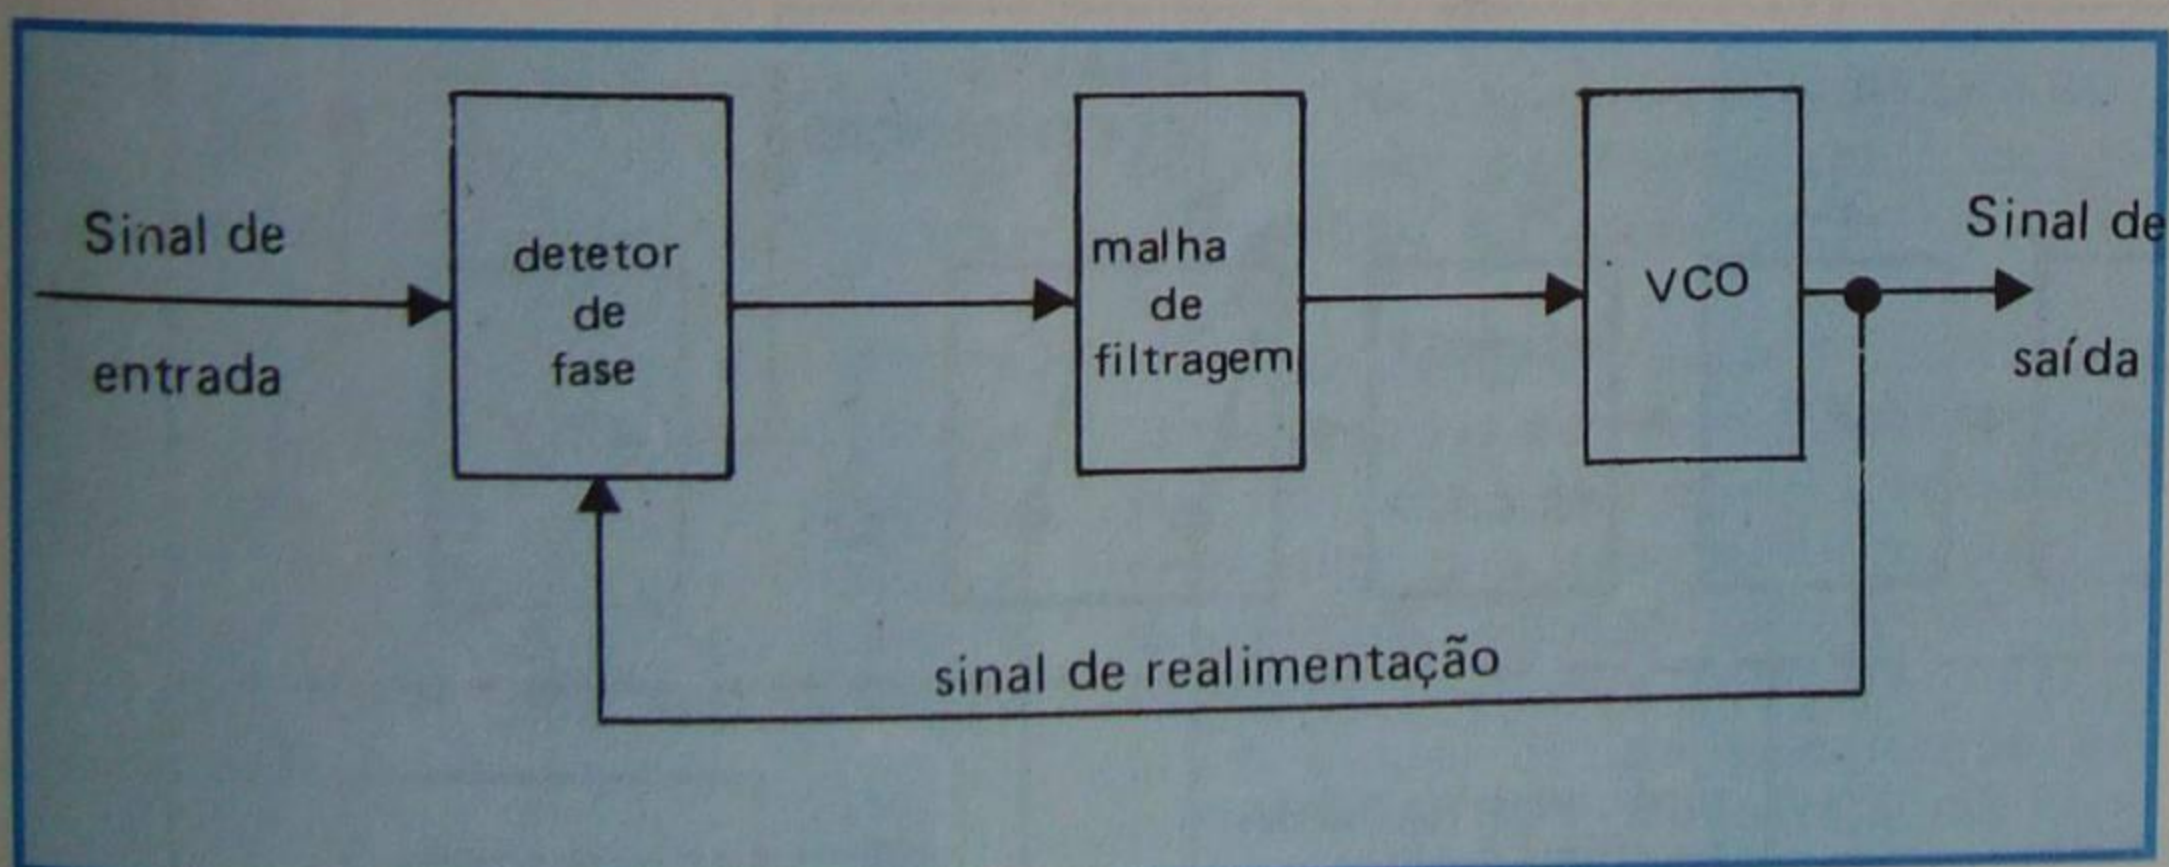 Sinal de
entrada
detetor
de
fase
malha
de
filtragem
VCO
Sinal de
saída
sinal de realimentação